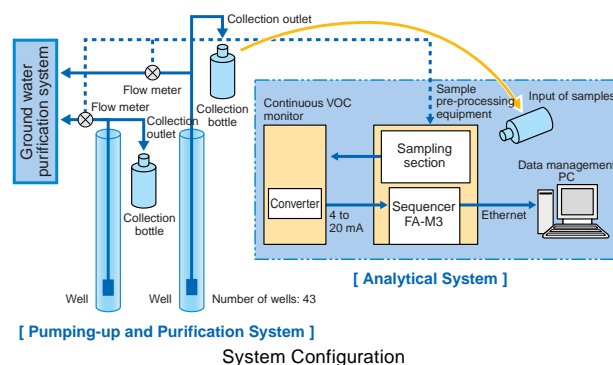 Collection outlet
Ground water
purification system
Flow meter
Collection
bottle
Flow meter
Collection
outlet
Collection
bottle
Well
Well
Number of wells: 43
[ Pumping-up and Purification System ]
Continuous VOC
monitor
Sample
pre-processing
equipment
Input of samples
Sampling
section
Data management
PC
Converter
4 to
20 mA
Sequencer
FA-M3
Ethernet
[ Analytical System ]
System Configuration